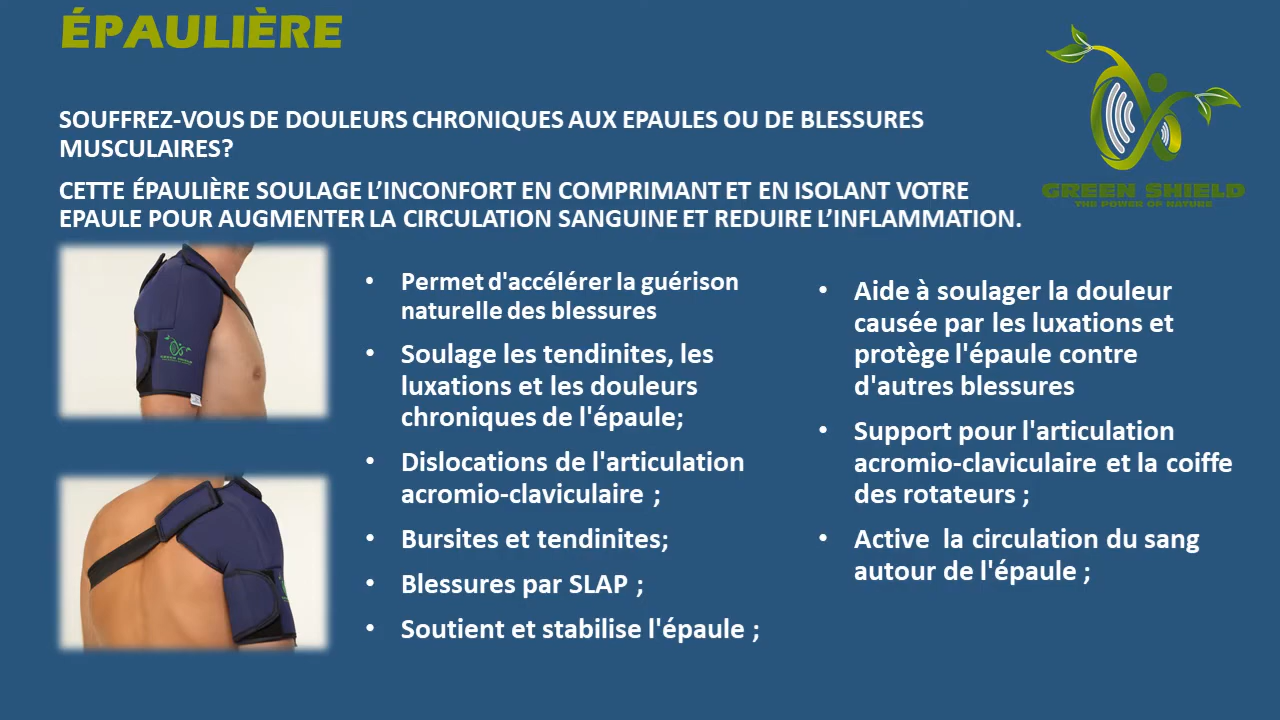 ÉPAULIÈRE
SOUFFREZ-VOUS DE DOULEURS CHRONIQUES AUX EPAULES OU DE BLESSURES
MUSCULAIRES?
CETTE ÉPAULIÈRE SOULAGE L’INCONFORT EN COMPRIMANT ET EN ISOLANT VOTRE
EPAULE POUR AUGMENTER LA CIRCULATION SANGUINE ET REDUIRE L’INFLAMMATION.
GREEN SHIELD
THE POWER OF NATURE
GREEN SHIELD
• Permet d'accélérer la guérison
naturelle des blessures
• Soulage les tendinites, les
luxations et les douleurs
chroniques de l'épaule;
• Dislocations de l'articulation
acromio-claviculaire ;
• Bursites et tendinites;
• Blessures par SLAP ;
• Soutient et stabilise l'épaule ;
• Aide à soulager la douleur
causée par les luxations et
protège l'épaule contre
d'autres blessures
• Support pour l'articulation
acromio-claviculaire et la coiffe
des rotateurs ;
• Active  la circulation du sang
autour de l'épaule ;